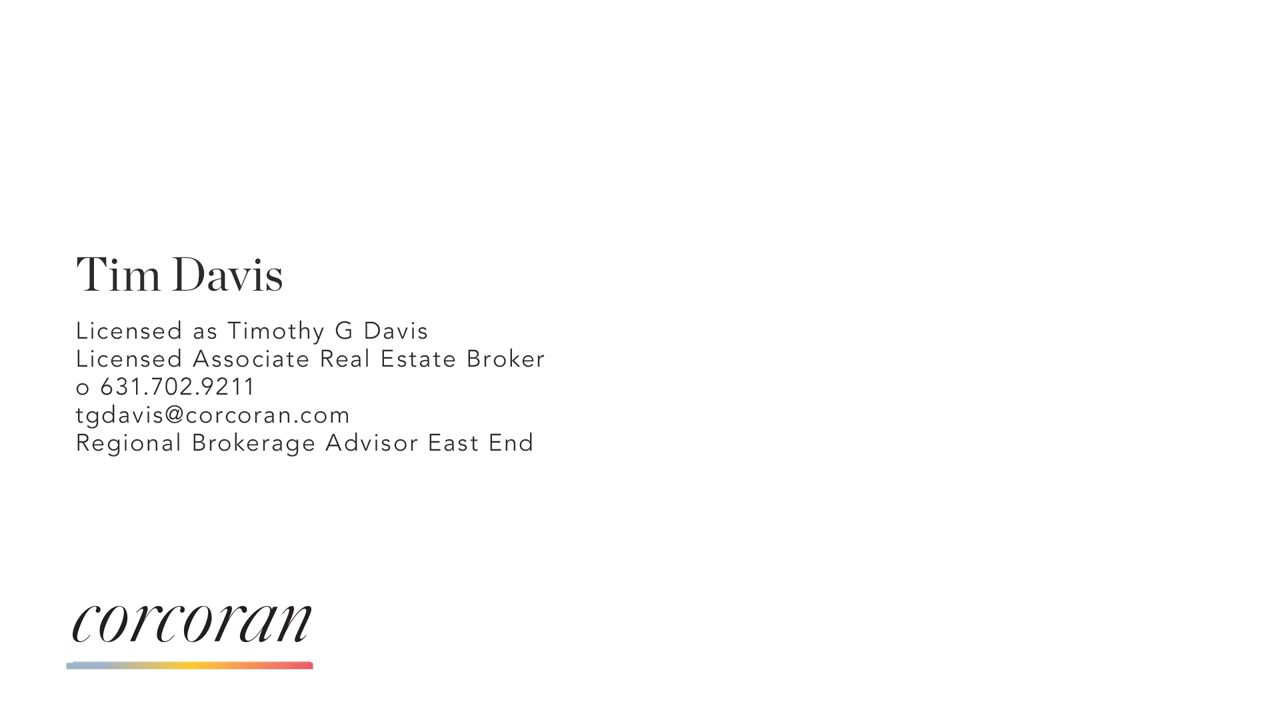 Tim Davis
Licensed as Timothy G Davis
Licensed Associate Real Estate Broker
o 631.702.9211
tgdavis@corcoran.com
Regional Brokerage Advisor East End
corcoran